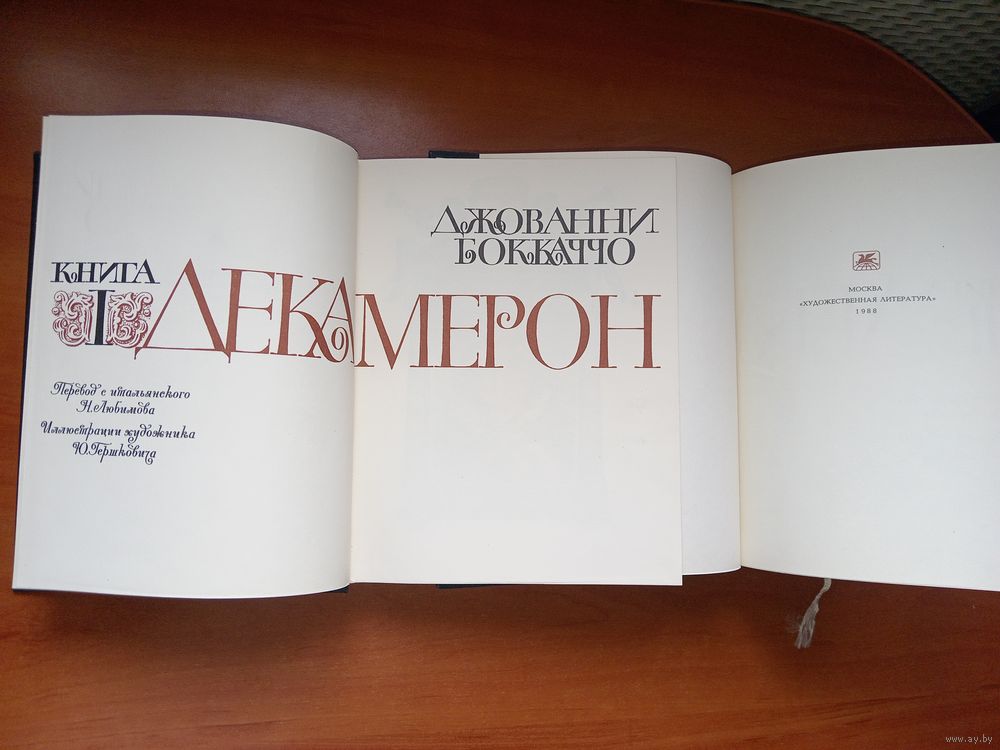 КНИГА
I
ДЕКАМЕРОН
Перевод с итальянского
Н.Любимова
Иллюстрации художника
Ю.Гершковича
ДЖОВАННИ
БОККАЧЧО
МОСКВА
«ХУДОЖЕСТВЕННАЯ ЛИТЕРАТУРА»
1988
www.ay.by